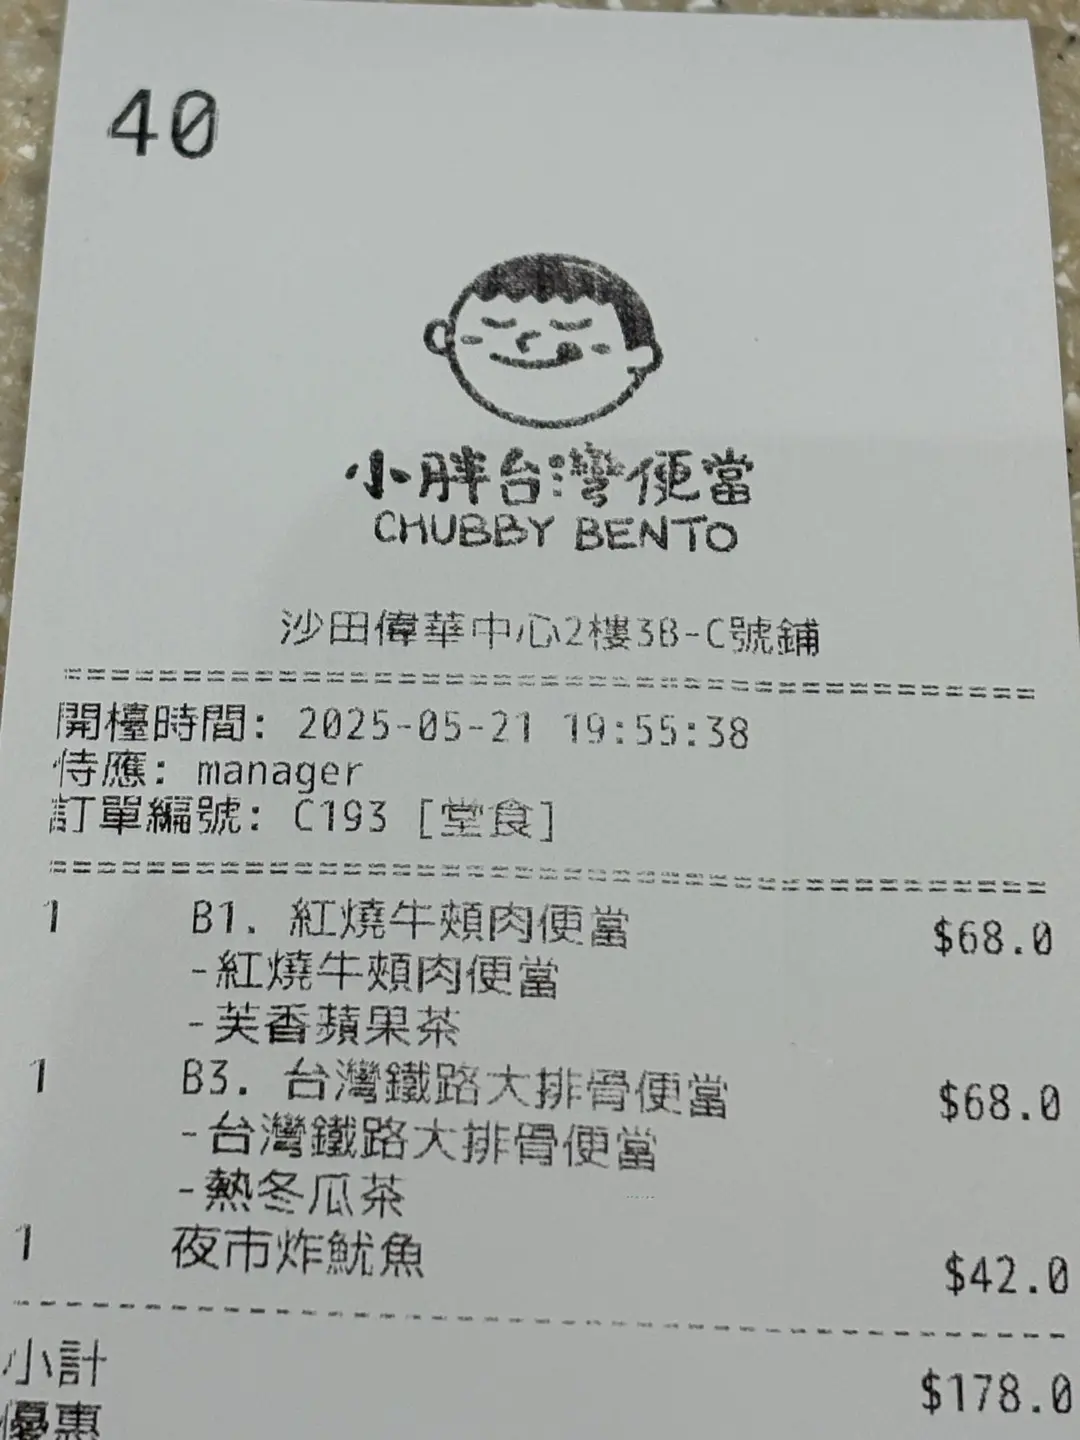 40
小胖台灣便當
CHUBBY BENTO
沙田偉華中心2樓3B-C號鋪
開檯時間: 2025-05-21 19:55:38
侍應: manager
訂單編號: C193 [堂食]
1 B1. 紅燒牛頰肉便當 $68.0
-紅燒牛頰肉便當
-芙香蘋果茶
1 B3. 台灣鐵路大排骨便當 $68.0
-台灣鐵路大排骨便當
-熱冬瓜茶
1 夜市炸魷魚 $42.0
小計 $178.0
優惠